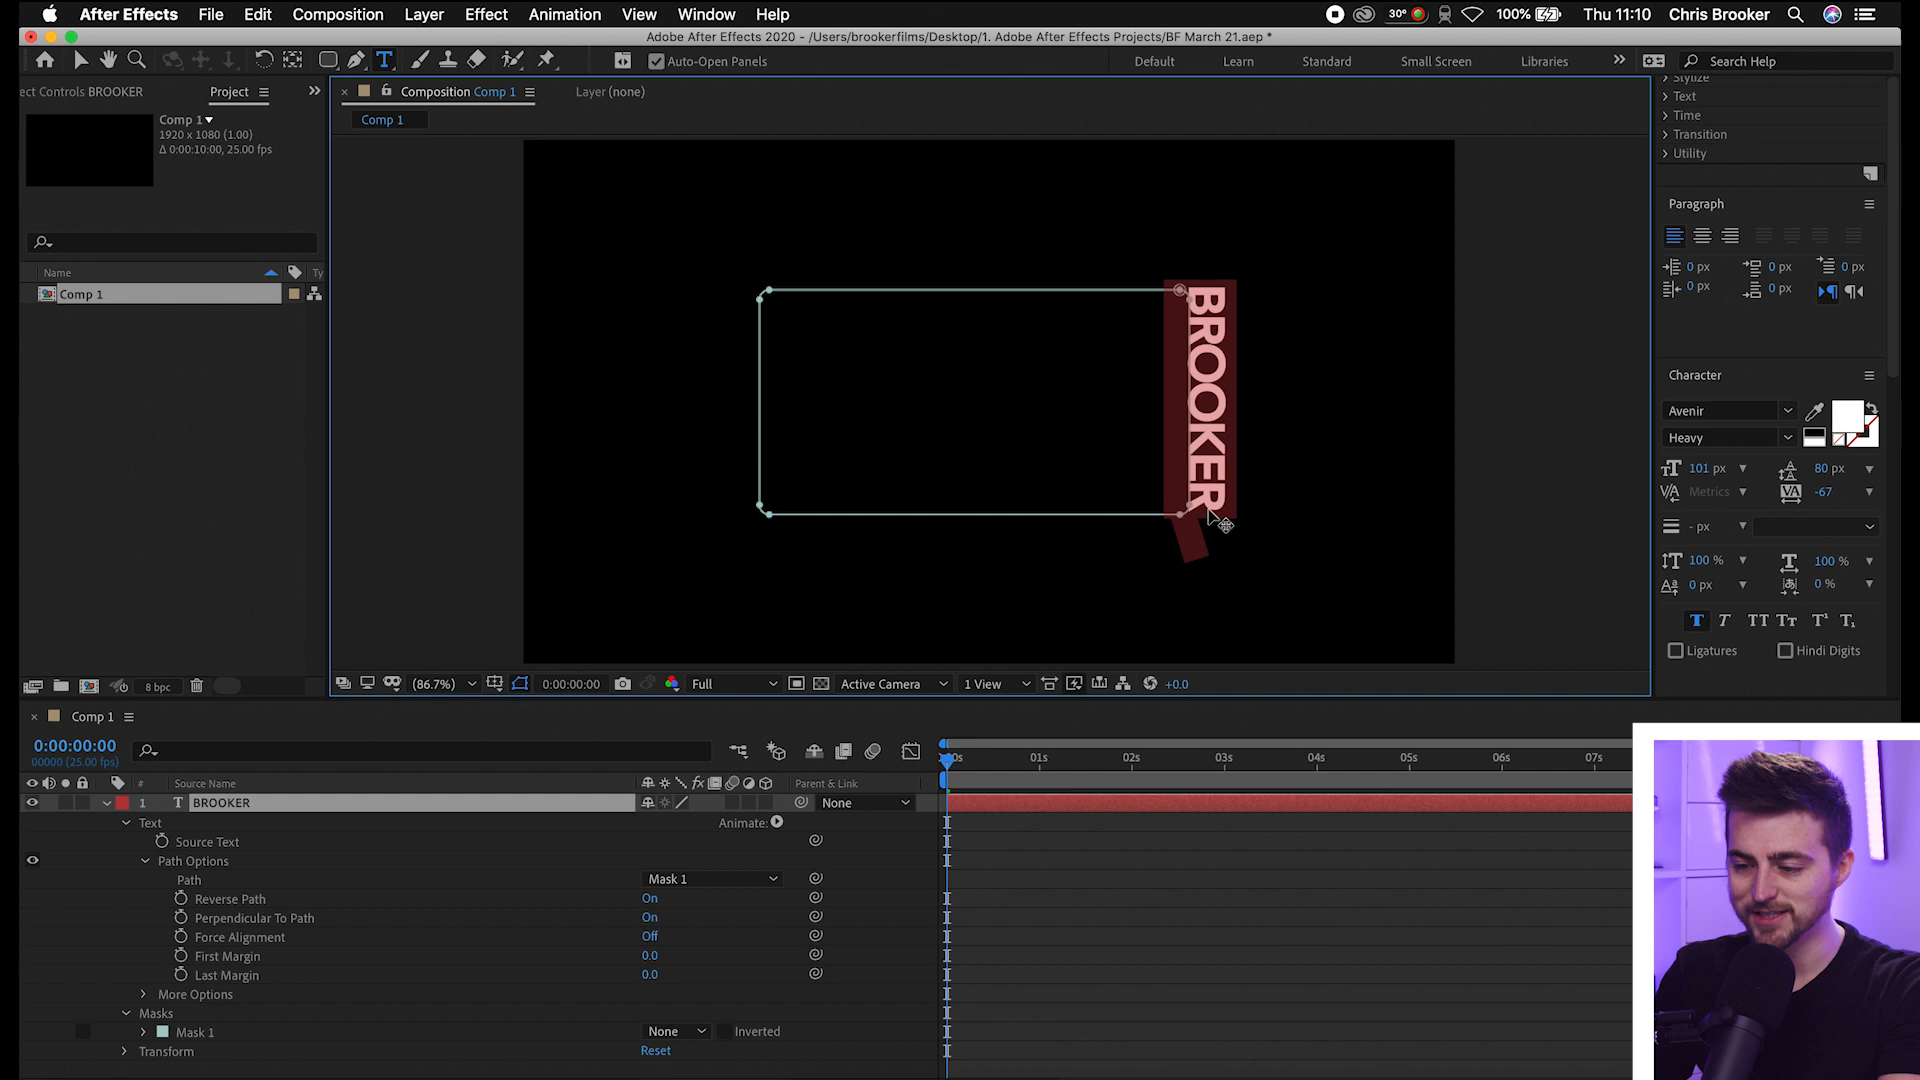 After Effects File Edit Composition Layer Effect Animation View Window Help 30° 100% Thu 11:10 Chris Brooker
Adobe After Effects 2020 - /Users/brookerfilms/Desktop/1. Adobe After Effects Projects/BF March 21.aep *
Auto-Open Panels Default Learn Standard Small Screen Libraries Search Help
ect Controls BROOKER Project
Composition Comp 1 Layer (none)
Comp 1
Comp 1
1920 x 1080 (1.00)
Δ 0:00:10:00, 25.00 fps
Name Ty
Comp 1
8 bpc
BROOKER
(86.7%) 0:00:00:00 Full Active Camera 1 View +0.0
Stylize
Text
Time
Transition
Utility
Paragraph
0 px 0 px 0 px
0 px 0 px
Character
Avenir
Heavy
101 px 80 px
Metrics -67
- px
100 % 100 %
0 px 0 %
Ligatures Hindi Digits
Comp 1
0:00:00:00
00000 (25.00 fps)
0s 01s 02s 03s 04s 05s 06s 07s
# Source Name Parent & Link
1 T BROOKER None
Text Animate:
Source Text
Path Options
Path Mask 1
Reverse Path On
Perpendicular To Path On
Force Alignment Off
First Margin 0.0
Last Margin 0.0
More Options
Masks
Mask 1 None Inverted
Transform Reset